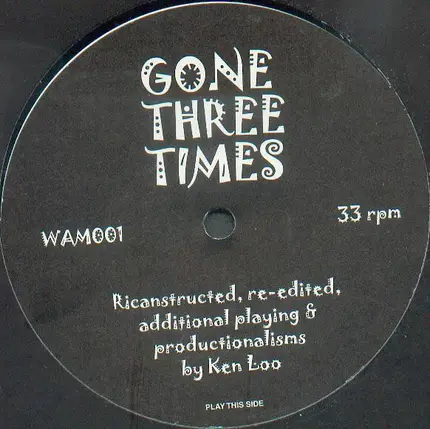 GONE
THREE
TIMES
WAM001
33 rpm
Ricanstructed, re-edited,
additional playing &
productionalisms
by Ken Loo
PLAY THIS SIDE